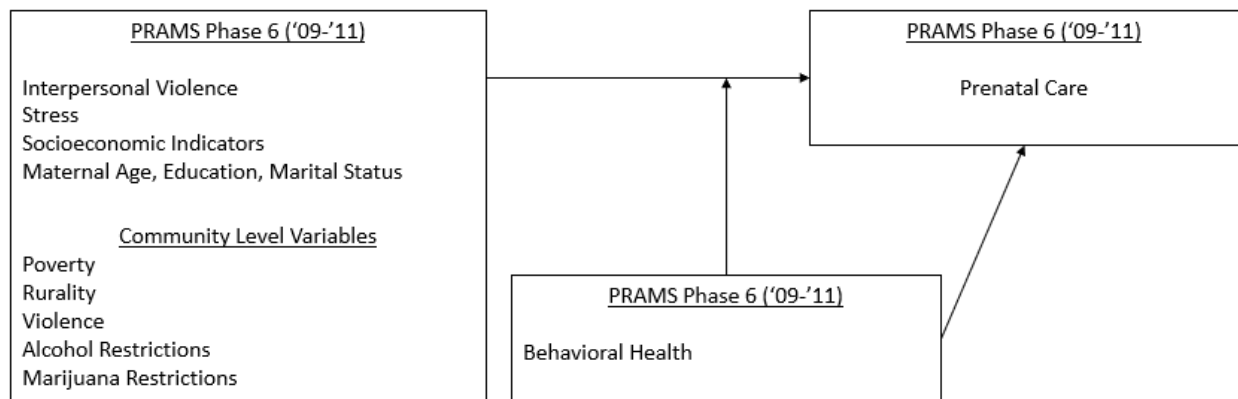 PRAMS Phase 6 (‘09-’11)
Interpersonal Violence
Stress
Socioeconomic Indicators
Maternal Age, Education, Marital Status
Community Level Variables
Poverty
Rurality
Violence
Alcohol Restrictions
Marijuana Restrictions
PRAMS Phase 6 (‘09-’11)
Behavioral Health
PRAMS Phase 6 (‘09-’11)
Prenatal Care